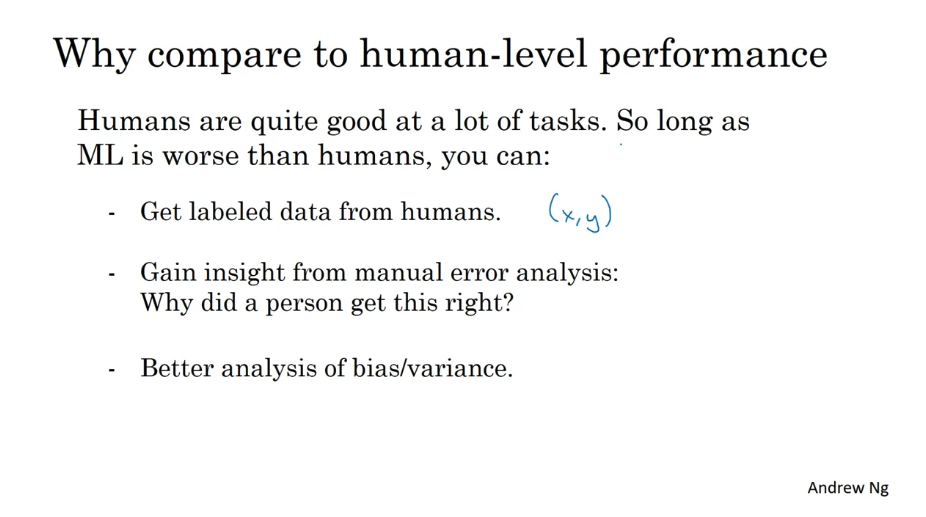 Why compare to human-level performance
Humans are quite good at a lot of tasks. So long as
ML is worse than humans, you can:
- Get labeled data from humans. (x, y)
- Gain insight from manual error analysis:
Why did a person get this right?
- Better analysis of bias/variance.
Andrew Ng